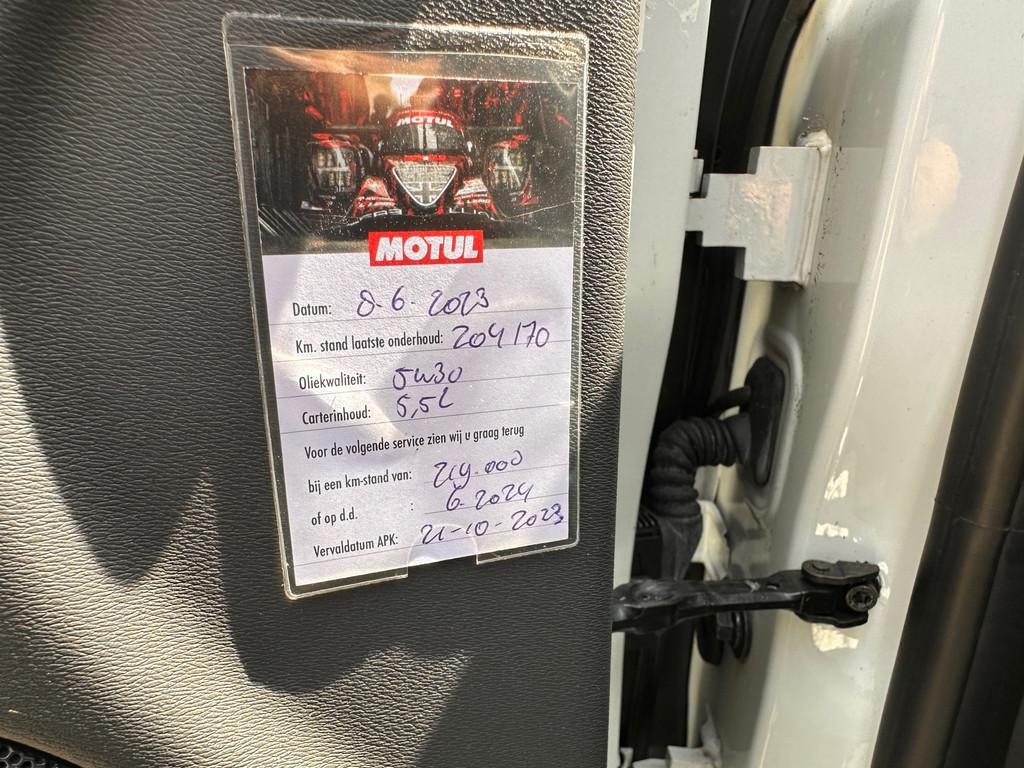 MOTUL
MOTUL
Datum: 8-6-2023
Km. stand laatste onderhoud: 204170
Oliekwaliteit: 5W30
Carterinhoud: 5,5L
Voor de volgende service zien wij u graag terug
bij een km-stand van: 219.000
of op d.d. : 6-2024
Vervaldatum APK: 21-10-2023